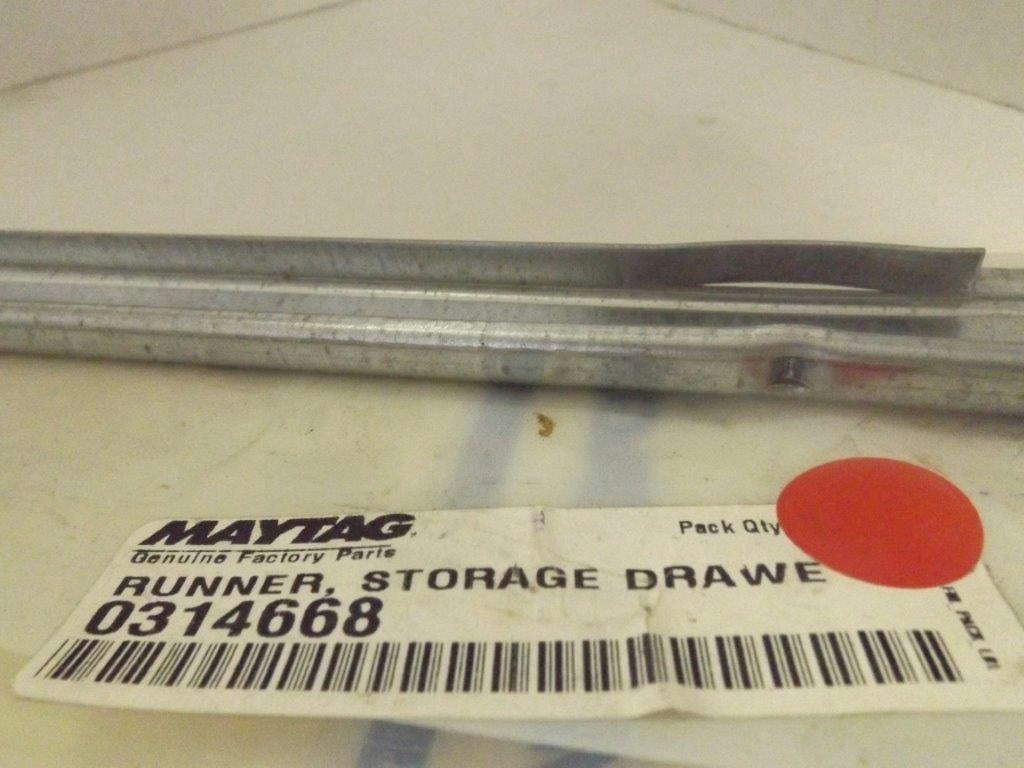 MAYTAG
Genuine Factory Parts
Pack Qty
RUNNER, STORAGE DRAWE
0314668